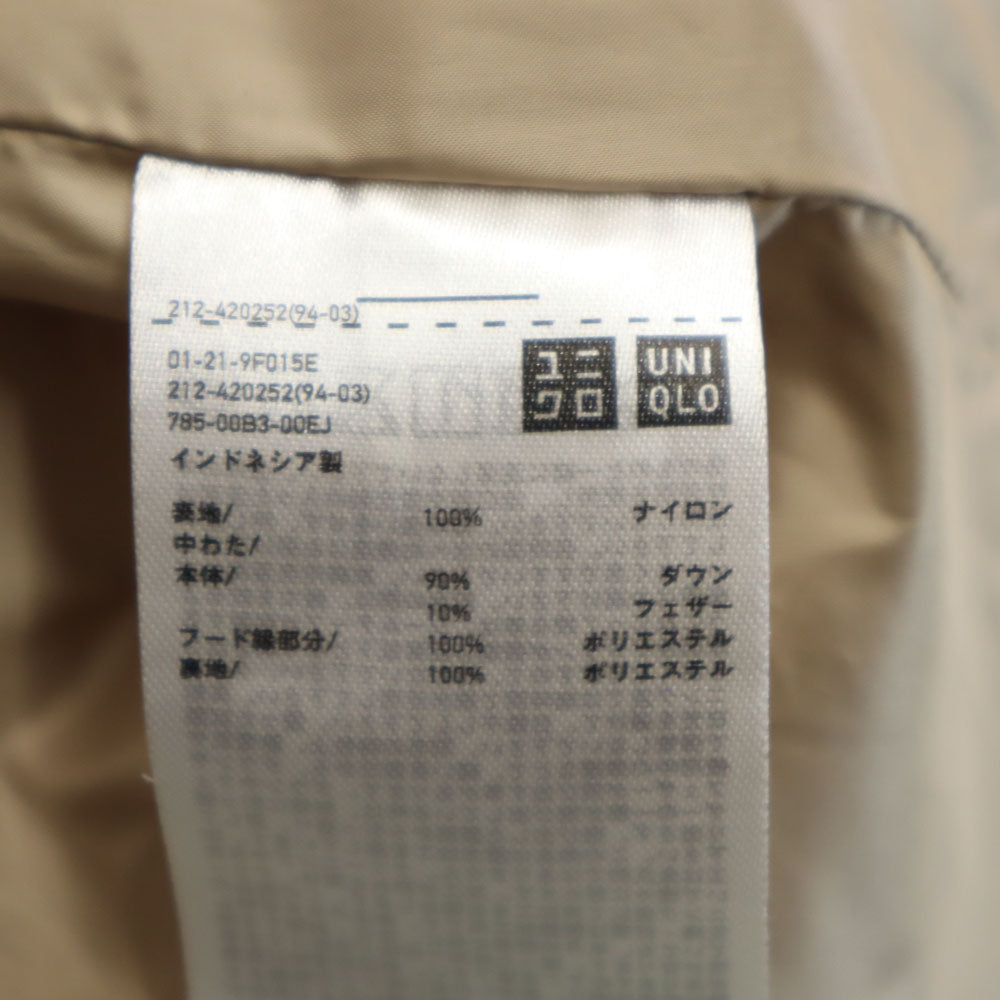 212-420252(94-03)
01-21-9F015E
212-420252(94-03)
785-00B3-00EJ
インドネシア製
ユニ
クロ
UNI
QLO
表地/ 100% ナイロン
中わた/
本体/ 90% ダウン
10% フェザー
フード縁部分/ 100% ポリエステル
裏地/ 100% ポリエステル